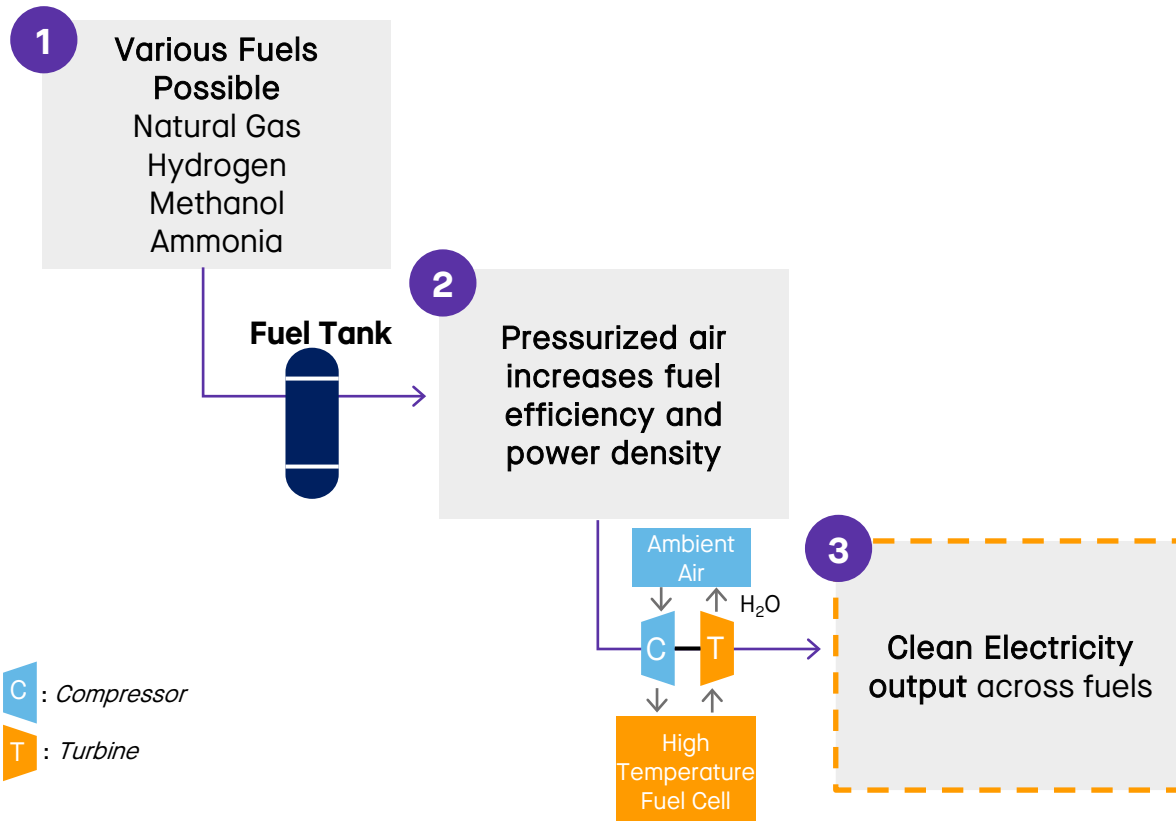 1
Various Fuels
Possible
Natural Gas
Hydrogen
Methanol
Ammonia
Fuel Tank
2
Pressurized air
increases fuel
efficiency and
power density
Ambient
Air
H₂O
C
T
High
Temperature
Fuel Cell
3
Clean Electricity
output across fuels
C : Compressor
T : Turbine